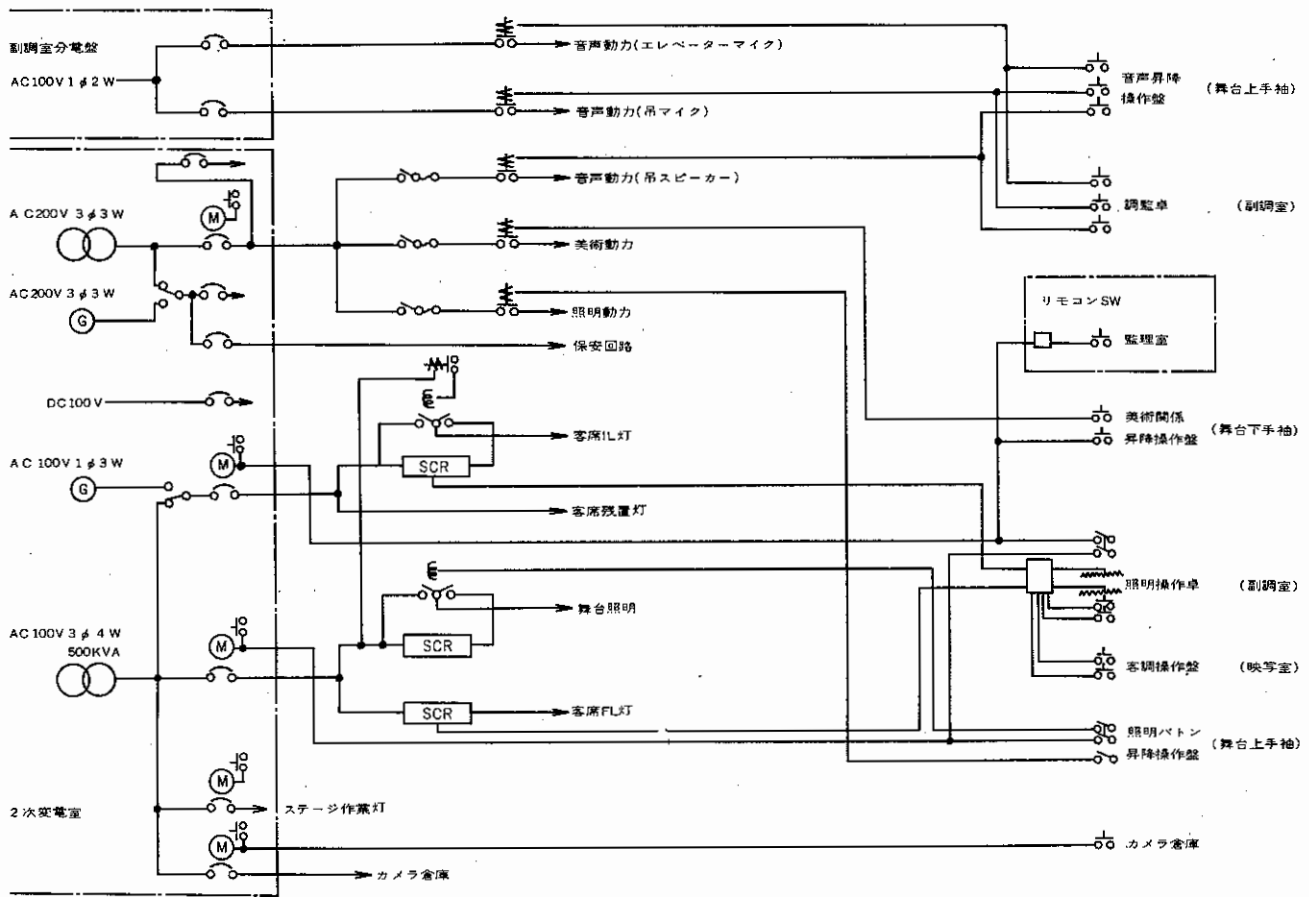 副調室分電盤
AC100V1φ2W
音声動力(エレベーターマイク)
音声動力(吊マイク)
音声昇降
操作盤
(舞台上手袖)
音声動力(吊スピーカー)
調整卓
(副調室)
M
AC200V 3φ3W
美術動力
AC200V 3φ3W
G
照明動力
保安回路
リモコンSW
監理室
DC100V
美術関係
昇降操作盤
(舞台下手袖)
客席IL灯
AC 100V 1φ3W
M
SCR
G
客席残置灯
照明操作卓
(副調室)
舞台照明
AC100V 3φ4W
500KVA
M
SCR
客調操作盤
(映写室)
SCR
客席FL灯
照明バトン
昇降操作盤
(舞台上手袖)
M
2次変電室
ステージ作業灯
M
カメラ倉庫
カメラ倉庫